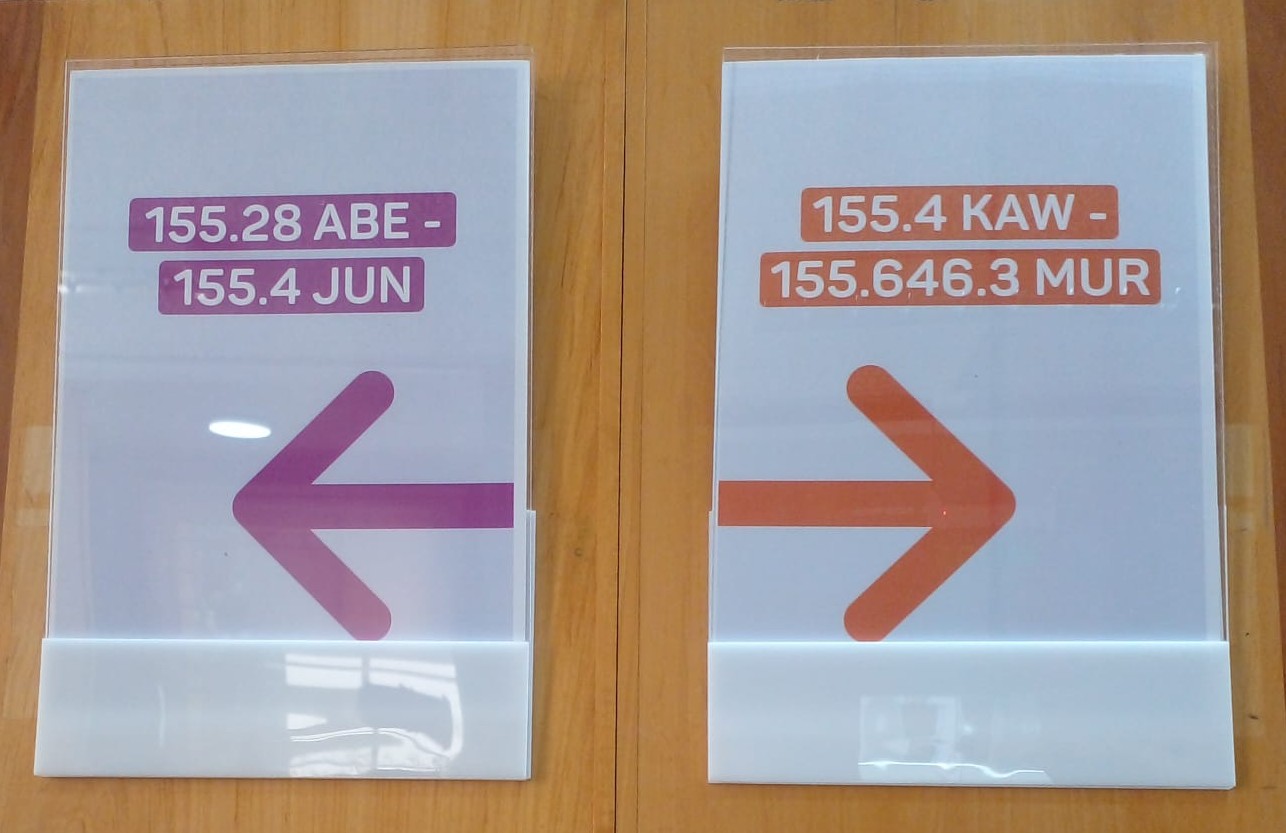 155.28 ABE -
155.4 JUN
155.4 KAW -
155.646.3 MUR